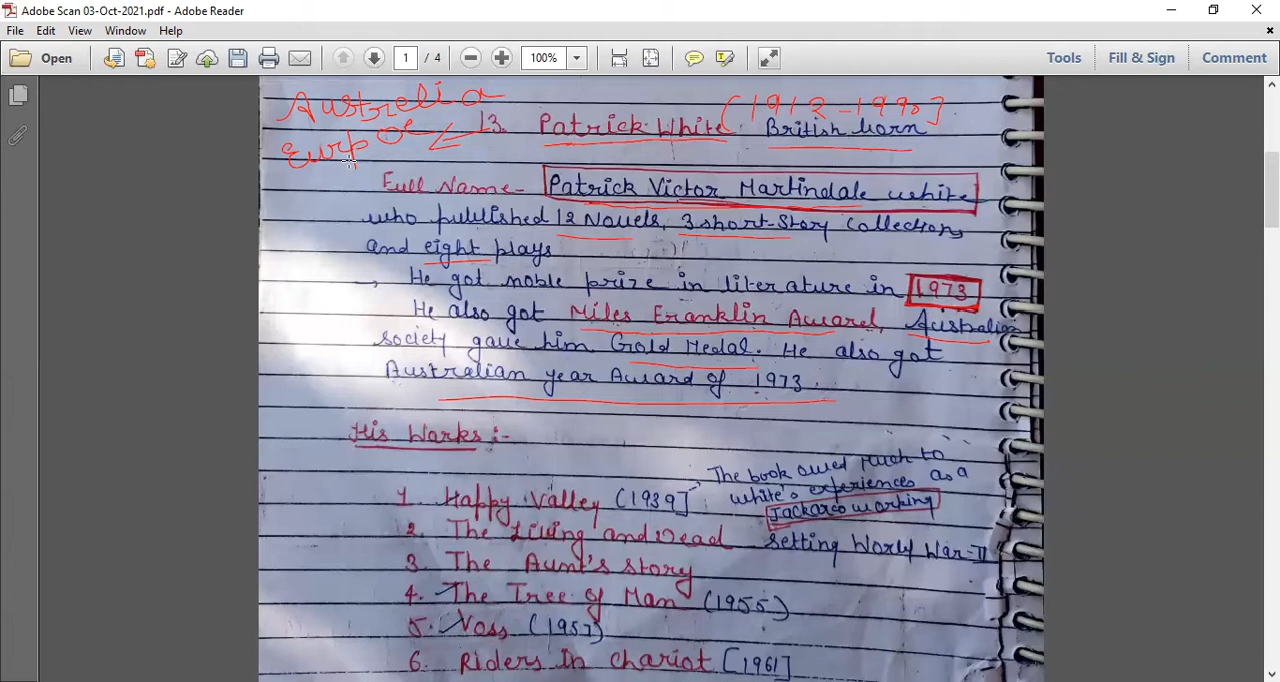 Adobe Scan 03-Oct-2021.pdf - Adobe Reader
File Edit View Window Help
Open 1 / 4 100% Tools Fill & Sign Comment
Australia
[1912-1990]
13. Patrick White British born
Europe
Full Name- Patrick Victor Martindale white
who published 12 Novels, 3 short-Story Collections
and eight plays
He got noble prize in literature in 1973
He also got Miles Franklin Award, Australian
society gave him Gold Medal. He also got
Australian year Award of 1973.
His Works:-
The book owed much to
white's experiences as a
Jackaroo working
1. Happy Valley (1939]
2. The Living and Dead setting Worly War-II
3. The Aunt's story
4. The Tree of Man (1955)
5. Voss (1957)
6. Riders In chariot [1961]